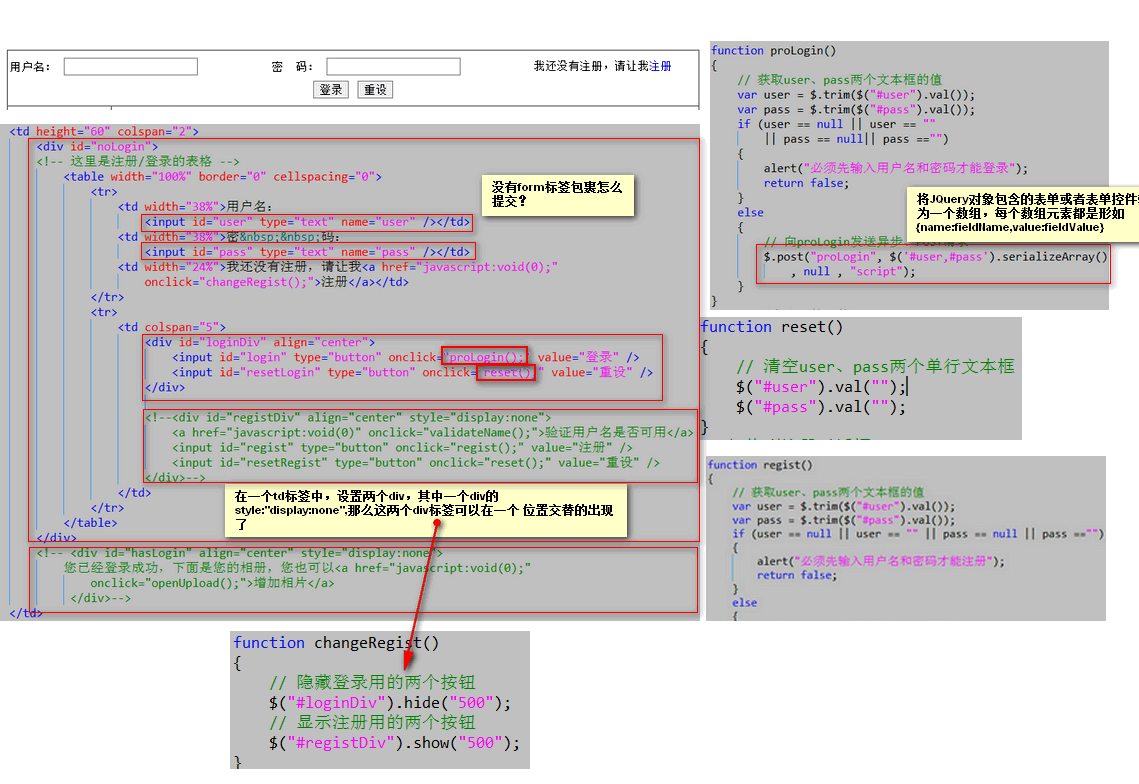 用户名：
密 码：
我还没有注册，请让我注册
登录 重设
<td height="60" colspan="2">
<div id="noLogin">
<!-- 这里是注册/登录的表格 -->
<table width="100%" border="0" cellspacing="0">
<tr>
<td width="38%">用户名：
<input id="user" type="text" name="user" /></td>
<td width="38%">密&nbsp;&nbsp;码：
<input id="pass" type="text" name="pass" /></td>
<td width="24%">我还没有注册，请让我<a href="javascript:void(0);"
onclick="changeRegist();">注册</a></td>
</tr>
<tr>
<td colspan="5">
<div id="loginDiv" align="center">
<input id="login" type="button" onclick="proLogin();" value="登录" />
<input id="resetLogin" type="button" onclick="reset();" value="重设" />
</div>
<!--<div id="registDiv" align="center" style="display:none">
<a href="javascript:void(0)" onclick="validateName();">验证用户名是否可用</a>
<input id="regist" type="button" onclick="regist();" value="注册" />
<input id="resetRegist" type="button" onclick="reset();" value="重设" />
</div>-->
</td>
</tr>
</table>
</div>
<!-- <div id="hasLogin" align="center" style="display:none">
您已经登录成功，下面是您的相册，您也可以<a href="javascript:void(0);"
onclick="openUpload();">增加相片</a>
</div>-->
</td>
没有form标签包裹怎么
提交？
在一个td标签中，设置两个div，其中一个div的
style:"display:none",那么这两个div标签可以在一个 位置交替的出现
了
function changeRegist()
{
// 隐藏登录用的两个按钮
$("#loginDiv").hide("500");
// 显示注册用的两个按钮
$("#registDiv").show("500");
}
function proLogin()
{
// 获取user、pass两个文本框的值
var user = $.trim($("#user").val());
var pass = $.trim($("#pass").val());
if (user == null || user == ""
|| pass == null|| pass =="")
{
alert("必须先输入用户名和密码才能登录");
return false;
}
else
{
// 向proLogin发送异步、POST请求
$.post("proLogin", $('#user,#pass').serializeArray()
, null , "script");
}
}
将JQuery对象包含的表单或者表单控件
为一个数组，每个数组元素都是形如
{name:fieldName,value:fieldValue}
function reset()
{
// 清空user、pass两个单行文本框
$("#user").val("");
$("#pass").val("");
}
function regist()
{
// 获取user、pass两个文本框的值
var user = $.trim($("#user").val());
var pass = $.trim($("#pass").val());
if (user == null || user == "" || pass == null || pass =="")
{
alert("必须先输入用户名和密码才能注册");
return false;
}
else
{